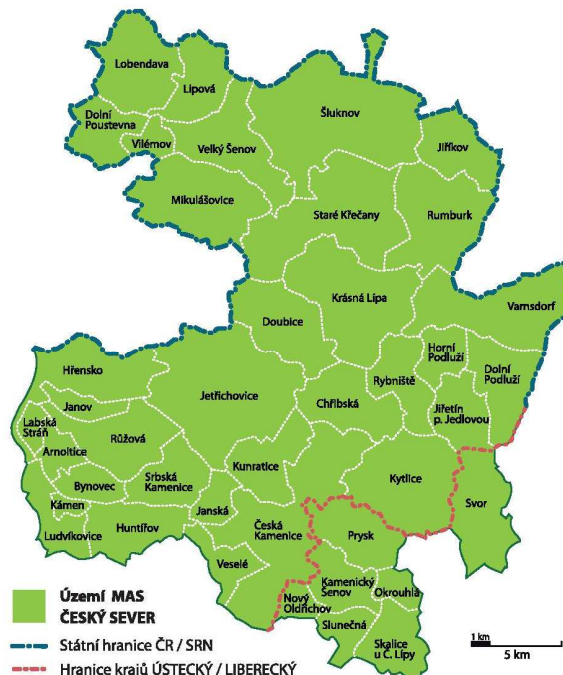 Lobendava
Lipová
Šluknov
Dolní
Poustevna
Vilémov
Velký Šenov
Jiříkov
Mikulášovice
Staré Křečany
Rumburk
Krásná Lípa
Varnsdorf
Doubice
Horní
Podluží
Dolní
Podluží
Hřensko
Rybniště
Jetřichovice
Chřibská
Jiřetín
p. Jedlovou
Janov
Labská
Stráň
Růžová
Arnoltice
Kunratice
Kytlice
Bynovec
Srbská
Kamenice
Svor
Kámen
Janská
Česká
Kamenice
Ludvíkovice
Huntířov
Prysk
Veselé
Kamenický
Šenov
Okrouhlá
Nový
Oldřichov
Slunečná
Skalice
u Č. Lípy
Území MAS
ČESKÝ SEVER
Státní hranice ČR / SRN
Hranice krajů ÚSTECKÝ / LIBERECKÝ
1 km
5 km